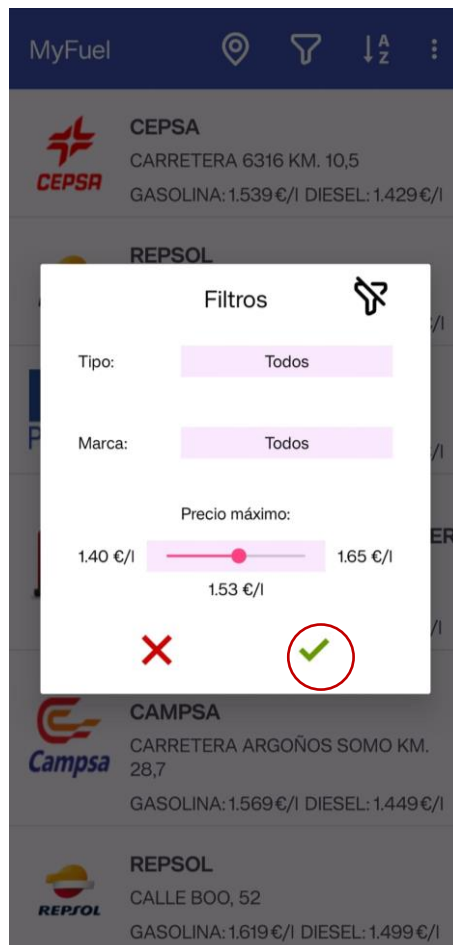 MyFuel
A
Z
CEPSA
CEPSA
CARRETERA 6316 KM. 10,5
GASOLINA: 1.539€/l DIESEL: 1.429€/l
REPSOL
€/l
Filtros
Tipo: Todos
P
/l
Marca: Todos
Precio máximo:
ER
1.40 €/l 1.65 €/l
1.53 €/l
/l
CAMPSA
Campsa
CARRETERA ARGOÑOS SOMO KM.
28,7
GASOLINA: 1.569€/l DIESEL: 1.449€/l
REPSOL
REPSOL
CALLE BOO, 52
GASOLINA: 1.619€/l DIESEL: 1.499€/l